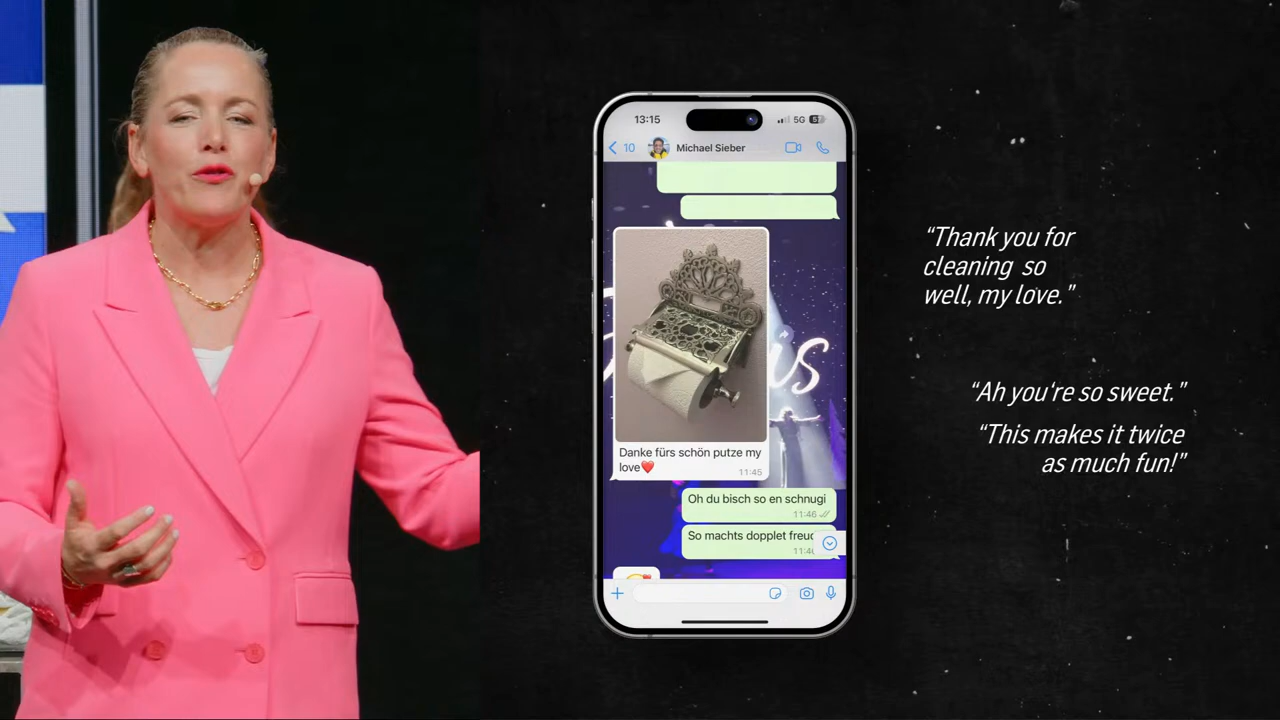 13:15
5G
10
Michael Sieber
is
Danke fürs schön putze my
love❤️
11:45
Oh du bisch so en schnugi
11:46
So machts dopplet
“Thank you for
cleaning so
well, my love.”
“Ah you're so sweet.”
“This makes it twice
as much fun!”